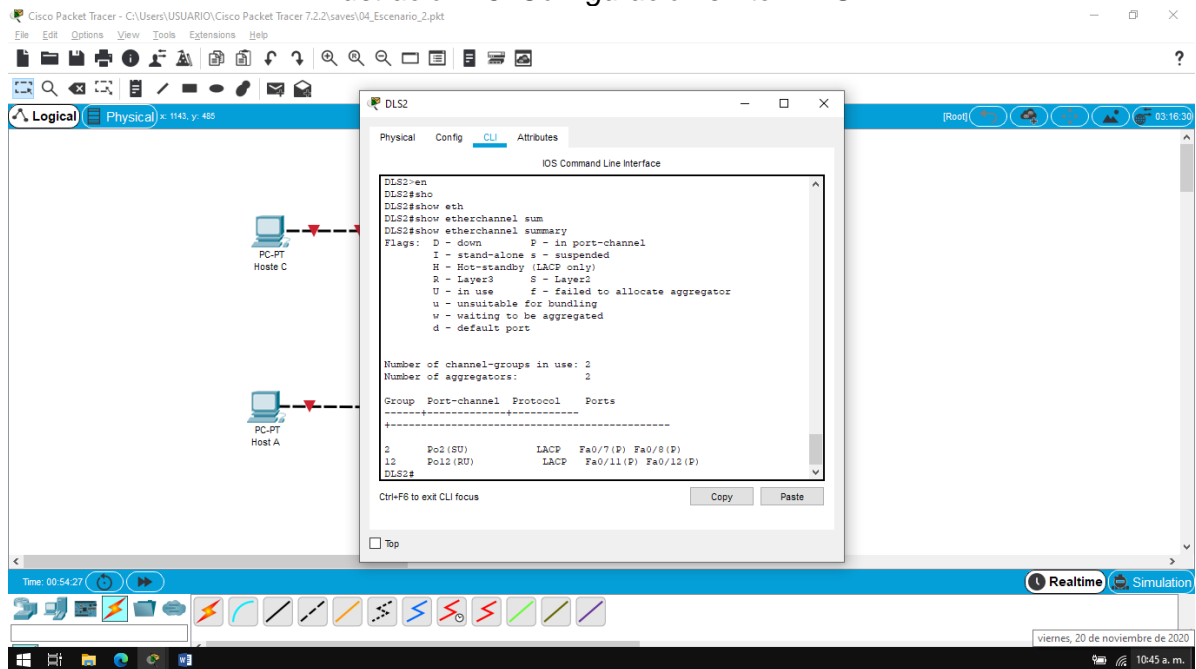 Cisco Packet Tracer - C:\Users\USUARIO\Cisco Packet Tracer 7.2.2\saves\04_Escenario_2.pkt
File Edit Options View Tools Extensions Help
?
Logical Physical x: 1143, y: 485
[Root] 03:16:30
DLS2
Physical Config CLI Attributes
IOS Command Line Interface
DLS2>en
DLS2#sho
DLS2#show eth
DLS2#show etherchannel sum
DLS2#show etherchannel summary
Flags: D - down P - in port-channel
I - stand-alone s - suspended
H - Hot-standby (LACP only)
R - Layer3 S - Layer2
U - in use f - failed to allocate aggregator
u - unsuitable for bundling
w - waiting to be aggregated
d - default port
Number of channel-groups in use: 2
Number of aggregators: 2
Group Port-channel Protocol Ports
------+-------------+-----------
+---------------------------------------------
2 Po2(SU) LACP Fa0/7(P) Fa0/8(P)
12 Po12(RU) LACP Fa0/11(P) Fa0/12(P)
DLS2#
Ctrl+F6 to exit CLI focus
Copy Paste
Top
PC-PT
Hoste C
PC-PT
Host A
Time: 00:54:27
Realtime Simulation
viernes, 20 de noviembre de 2020
10:45 a. m.